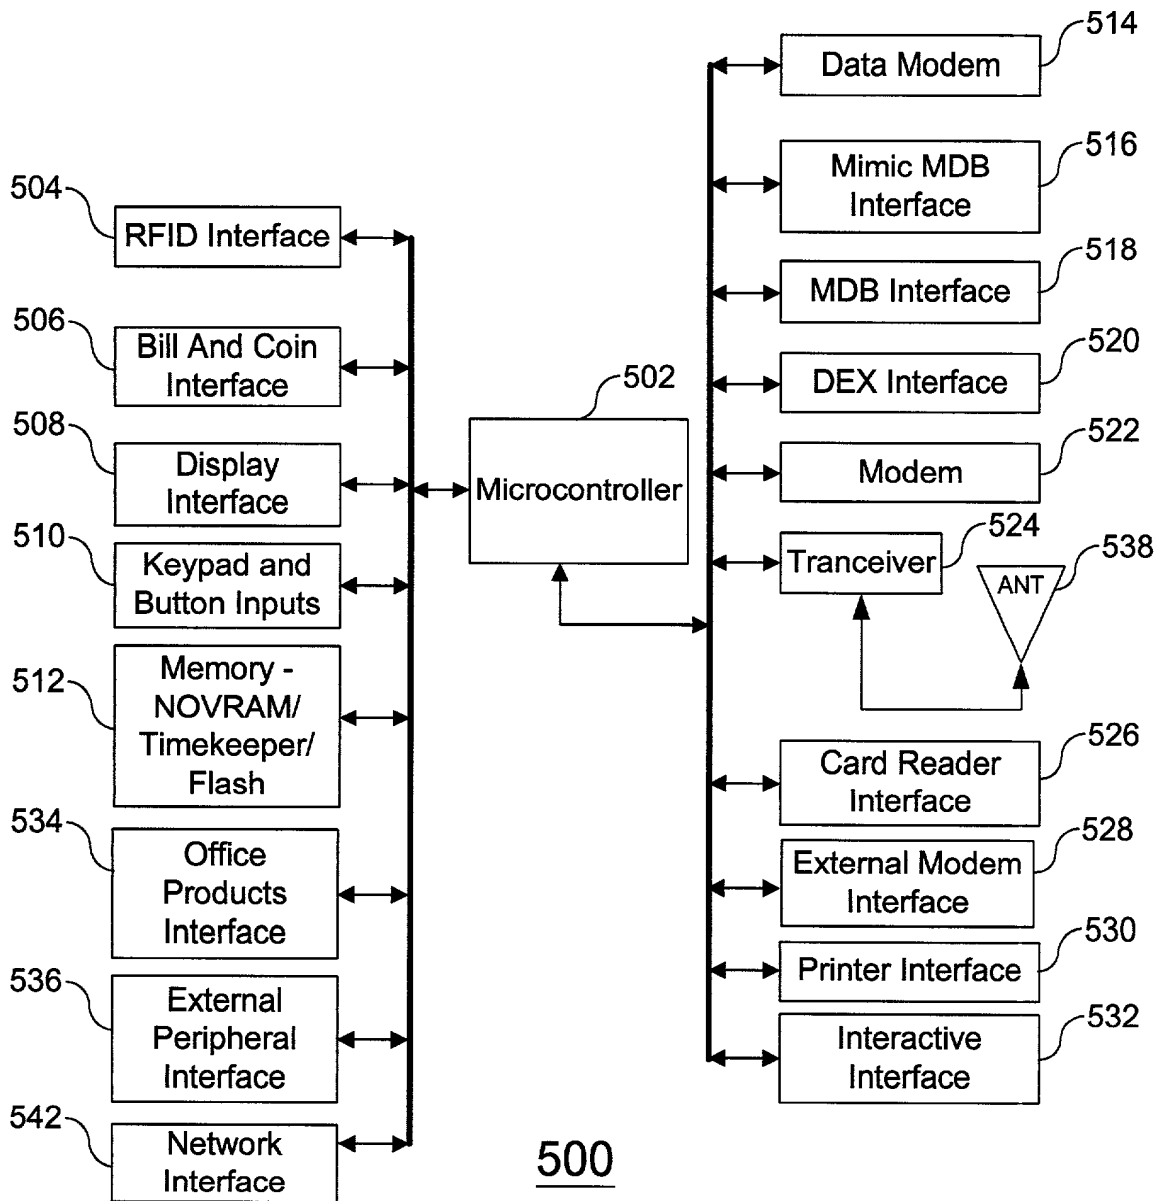 514
Data Modem
516
Mimic MDB
Interface
504
RFID Interface
518
MDB Interface
506
Bill And Coin
Interface
520
DEX Interface
502
Microcontroller
508
Display
Interface
522
Modem
510
Keypad and
Button Inputs
524
Tranceiver
538
ANT
512
Memory -
NOVRAM/
Timekeeper/
Flash
526
Card Reader
Interface
534
Office
Products
Interface
528
External Modem
Interface
530
Printer Interface
536
External
Peripheral
Interface
532
Interactive
Interface
542
Network
Interface
500